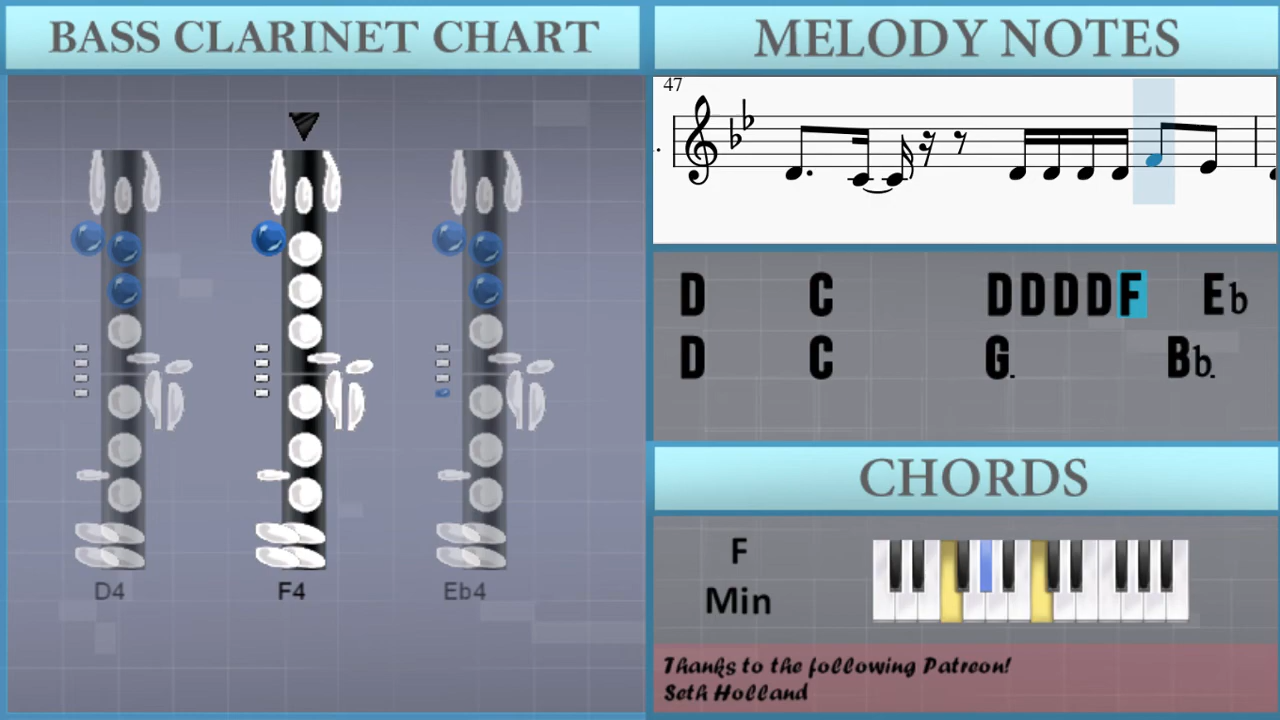 BASS CLARINET CHART
D4 F4 Eb4
MELODY NOTES
47
D C DDDDF Eb
D C G. Bb.
CHORDS
F
Min
Thanks to the following Patreon!
Seth Holland